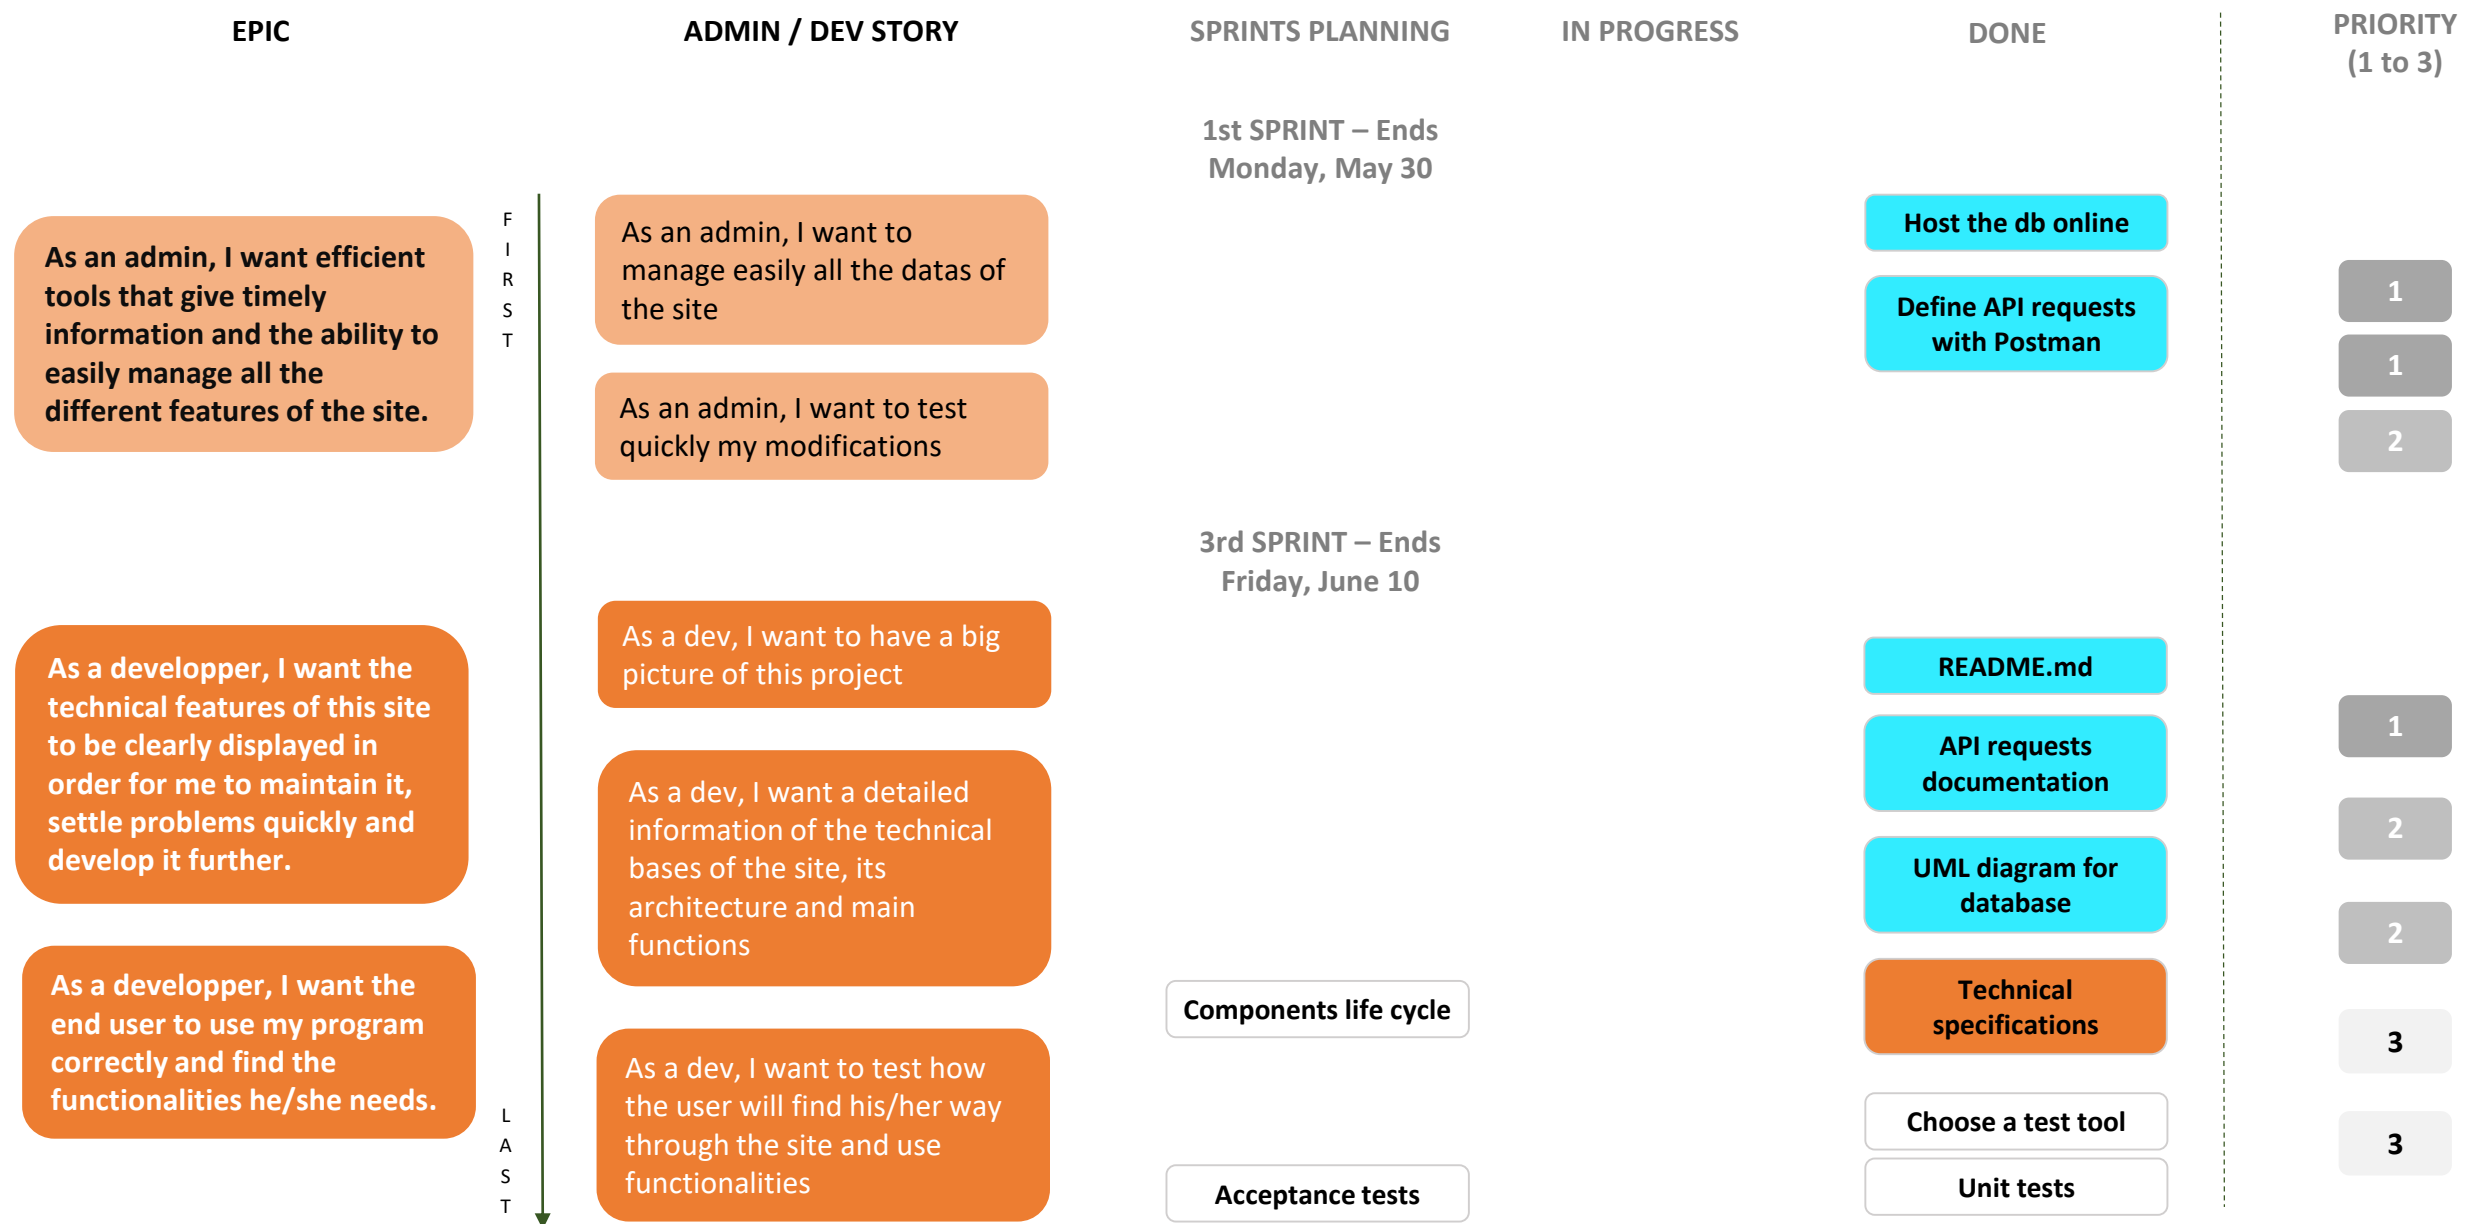 EPIC
ADMIN / DEV STORY
SPRINTS PLANNING
IN PROGRESS
DONE
PRIORITY
(1 to 3)
1st SPRINT – Ends
Monday, May 30
F
I
R
S
T
As an admin, I want efficient
tools that give timely
information and the ability to
easily manage all the
different features of the site.
As an admin, I want to
manage easily all the datas of
the site
As an admin, I want to test
quickly my modifications
Host the db online
Define API requests
with Postman
1
1
2
3rd SPRINT – Ends
Friday, June 10
As a developper, I want the
technical features of this site
to be clearly displayed in
order for me to maintain it,
settle problems quickly and
develop it further.
As a developper, I want the
end user to use my program
correctly and find the
functionalities he/she needs.
L
A
S
T
As a dev, I want to have a big
picture of this project
As a dev, I want a detailed
information of the technical
bases of the site, its
architecture and main
functions
As a dev, I want to test how
the user will find his/her way
through the site and use
functionalities
Components life cycle
Acceptance tests
README.md
API requests
documentation
UML diagram for
database
Technical
specifications
Choose a test tool
Unit tests
1
2
2
3
3